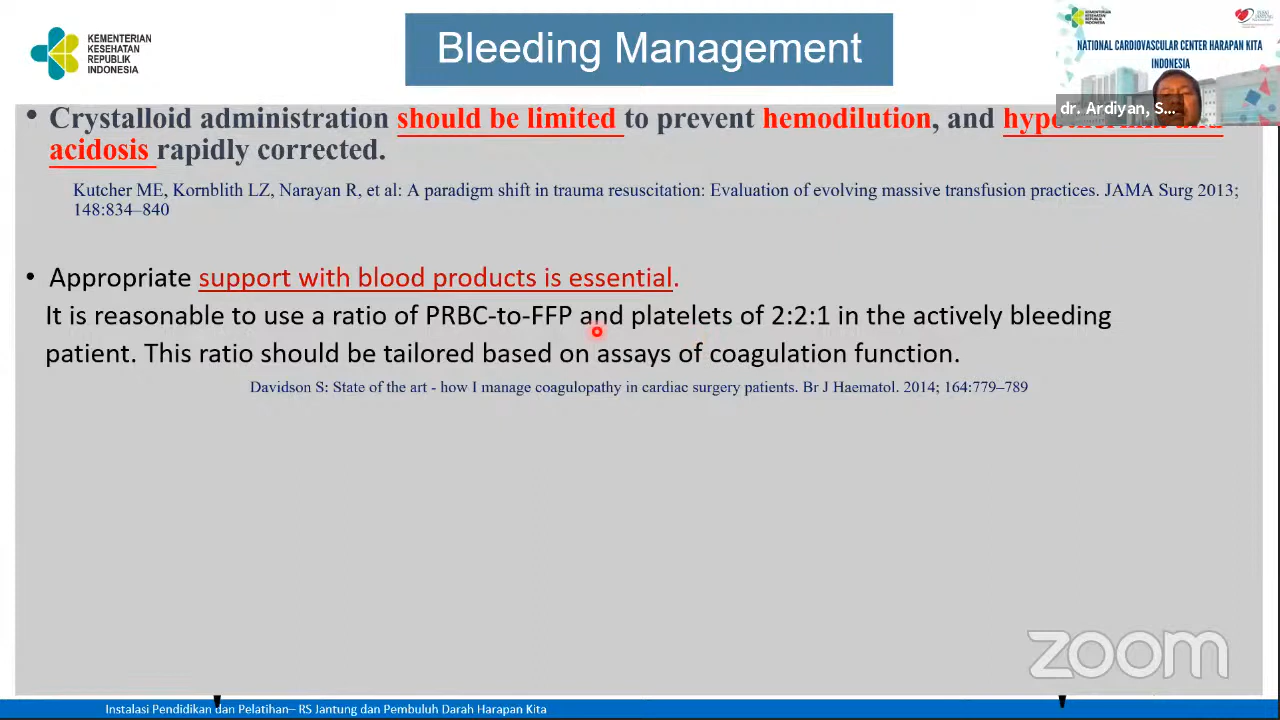 KEMENTERIAN
KESEHATAN
REPUBLIK
INDONESIA
Bleeding Management
KEMENTERIAN
KESEHATAN
REPUBLIK
INDONESIA
NATIONAL CARDIOVASCULAR CENTER HARAPAN KITA
INDONESIA
dr. Ardiyan, S...
• Crystalloid administration should be limited to prevent hemodilution, and
acidosis rapidly corrected.
Kutcher ME, Kornblith LZ, Narayan R, et al: A paradigm shift in trauma resuscitation: Evaluation of evolving massive transfusion practices. JAMA Surg 2013;
148:834–840
• Appropriate support with blood products is essential.
It is reasonable to use a ratio of PRBC-to-FFP and platelets of 2:2:1 in the actively bleeding
patient. This ratio should be tailored based on assays of coagulation function.
Davidson S: State of the art - how I manage coagulopathy in cardiac surgery patients. Br J Haematol. 2014; 164:779–789
zoom
Instalasi Pendidikan dan Pelatihan– RS Jantung dan Pembuluh Darah Harapan Kita